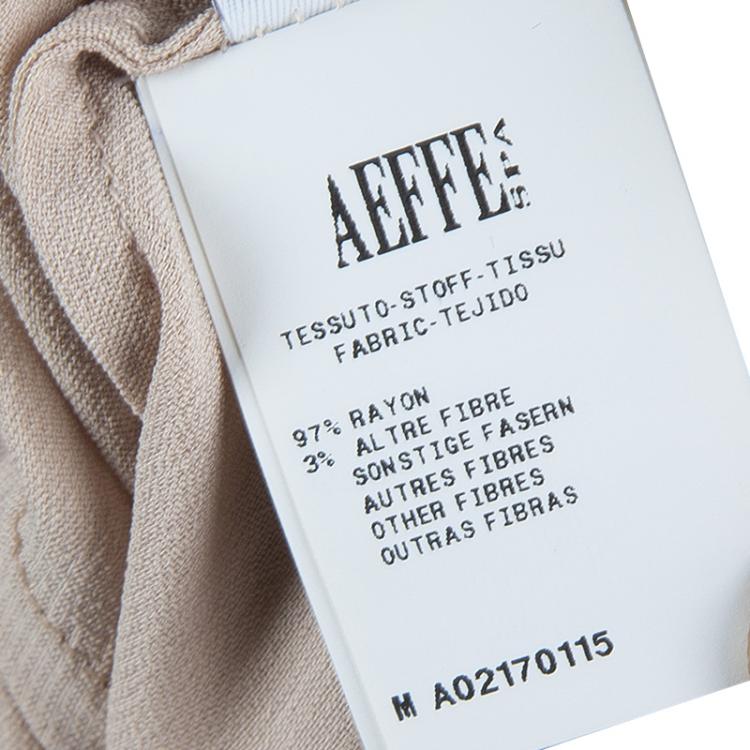 AEFFE SPA
TESSUTO-STOFF-TISSU
FABRIC-TEJIDO
97% RAYON
3% ALTRE FIBRE
SONSTIGE FASERN
AUTRES FIBRES
OTHER FIBRES
OUTRAS FIBRAS
M A02170115